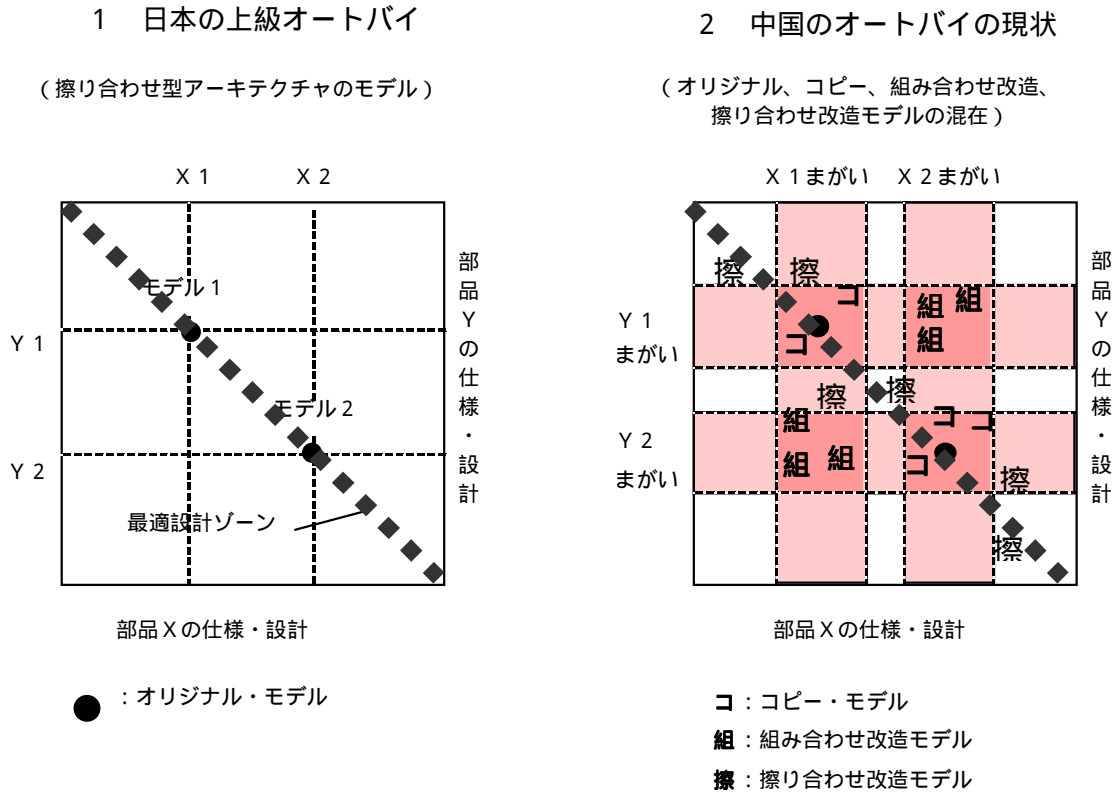 1　日本の上級オートバイ
（擦り合わせ型アーキテクチャのモデル）
Ｘ１　Ｘ２
モデル１
Ｙ１
モデル２
Ｙ２
最適設計ゾーン
部品Ｙの仕様・設計
部品Ｘの仕様・設計
：オリジナル・モデル
2　中国のオートバイの現状
（オリジナル、コピー、組み合わせ改造、
擦り合わせ改造モデルの混在）
Ｘ１まがい　Ｘ２まがい
擦　擦
コ　組　組
Ｙ１
まがい
コ　組
擦　擦
組　コ　コ
Ｙ２
まがい
組　組　コ
擦
擦
部品Ｙの仕様・設計
部品Ｘの仕様・設計
コ：コピー・モデル
組：組み合わせ改造モデル
擦：擦り合わせ改造モデル